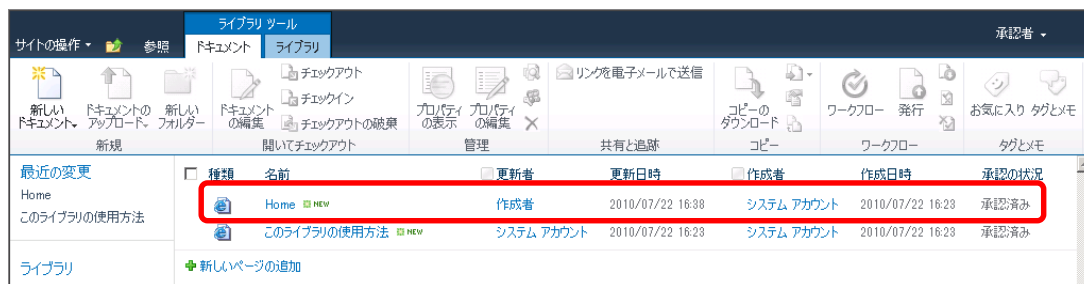 ライブラリ ツール
サイトの操作 参照 ドキュメント ライブラリ 承認者
新しい
ドキュメント
ドキュメントの
アップロード
新しい
フォルダー
新規
ドキュメント
の編集
チェックアウト
チェックイン
チェックアウトの破棄
開いてチェックアウト
プロパティ
の表示
プロパティ
の編集
管理
リンクを電子メールで送信
共有と追跡
コピーの
ダウンロード
コピー
ワークフロー 発行
ワークフロー
お気に入り タグとメモ
タグとメモ
最近の変更
Home
このライブラリの使用方法
ライブラリ
種類 名前 更新者 更新日時 作成者 作成日時 承認の状況
Home NEW 作成者 2010/07/22 16:38 システム アカウント 2010/07/22 16:23 承認済み
このライブラリの使用方法 NEW システム アカウント 2010/07/22 16:23 システム アカウント 2010/07/22 16:23 承認済み
新しいページの追加